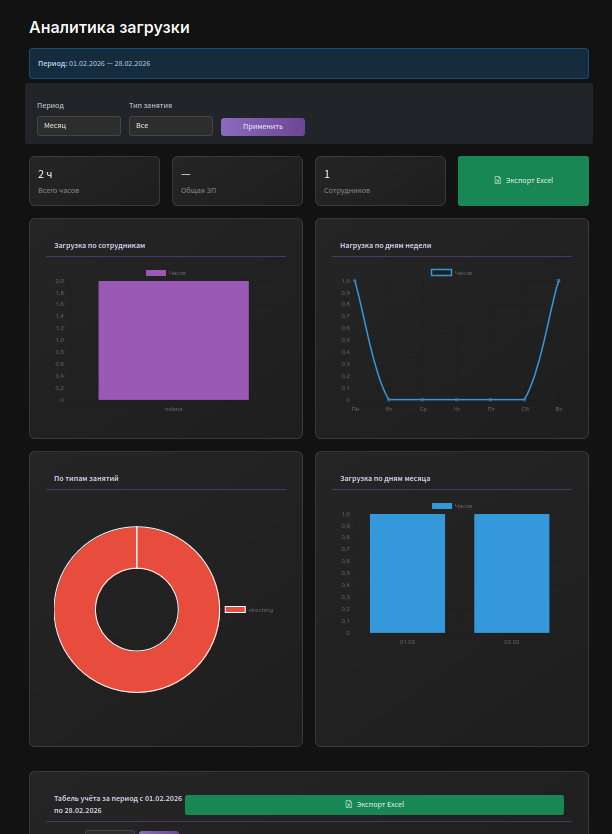 Аналитика загрузки
Период: 01.02.2026 — 28.02.2026
Период
Тип занятия
Месяц
Все
Применить
2 ч
Всего часов
—
Общая ЗП
1
Сотрудников
Экспорт Excel
Загрузка по сотрудникам
Часов
2,0
1,8
1,6
1,4
1,2
1,0
0,8
0,6
0,4
0,2
0
milena
Нагрузка по дням недели
Часов
1,0
0,9
0,8
0,7
0,6
0,5
0,4
0,3
0,2
0,1
0
Пн Вт Ср Чт Пт Сб Вс
По типам занятий
streching
Загрузка по дням месяца
Часов
1,0
0,9
0,8
0,7
0,6
0,5
0,4
0,3
0,2
0,1
0
01.02 02.02
Табель учёта за период с 01.02.2026
по 28.02.2026
Экспорт Excel